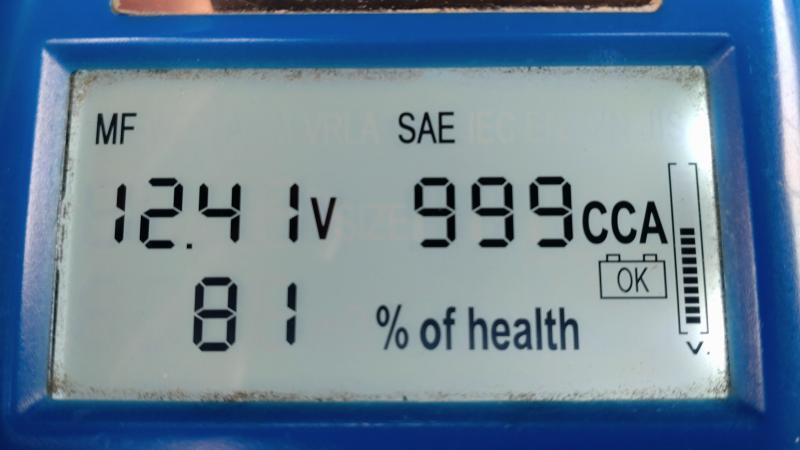 MF SAE
12.41V 999CCA
OK
81 % of health
V